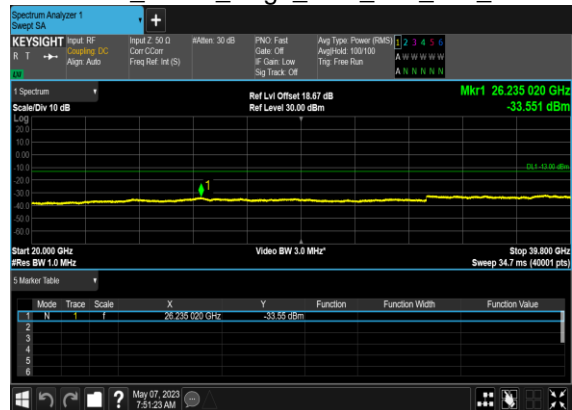 Spectrum Analyzer 1
Swept SA
+
KEYSIGHT Input: RF Input Z: 50 Ω #Atten: 30 dB PNO: Fast Avg Type: Power (RMS) 1 2 3 4 5 6
R T Coupling: DC Corr CCorr Gate: Off Avg|Hold: 100/100 A W W W W W
Align: Auto Freq Ref: Int (S) IF Gain: Low Trig: Free Run
LW Sig Track: Off A N N N N N
1 Spectrum Ref Lvl Offset 18.67 dB Mkr1 26.235 020 GHz
Scale/Div 10 dB Ref Level 30.00 dBm -33.551 dBm
Log
20.0
10.0
0.00
-10.0
DL1 -13.00 dBm
-20.0
1
-30.0
-40.0
-50.0
-60.0
Start 20.000 GHz Video BW 3.0 MHz* Stop 39.800 GHz
#Res BW 1.0 MHz Sweep 34.7 ms (40001 pts)
5 Marker Table
Mode Trace Scale X Y Function Function Width Function Value
1 N 1 f 26.235 020 GHz -33.55 dBm
2
3
4
5
6
? May 07, 2023
7:51:23 AM